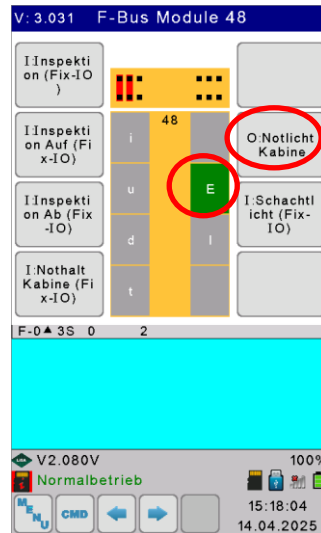 V: 3.031 F-Bus Module 48
I:Inspekti
on (Fix-IO
)
I:Inspekti
on Auf (Fi
x-IO)
I:Inspekti
on Ab (Fix
-IO)
I:Nothalt
Kabine (Fi
x-IO)
48
i
u
E
d
l
t
O:Notlicht
Kabine
I:Schachtl
icht (Fix-
IO)
F-0▲ 3S 0 2
V2.080V 100%
Normalbetrieb
MENU
CMD
15:18:04
14.04.2025